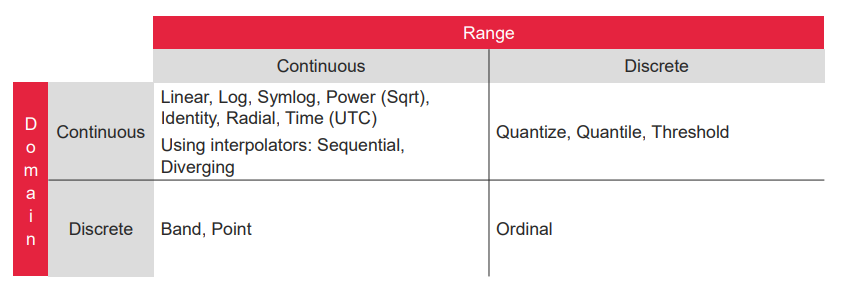 Range
Continuous
Discrete
Domain
Continuous
Linear, Log, Symlog, Power (Sqrt),
Identity, Radial, Time (UTC)
Using interpolators: Sequential,
Diverging
Quantize, Quantile, Threshold
Discrete
Band, Point
Ordinal